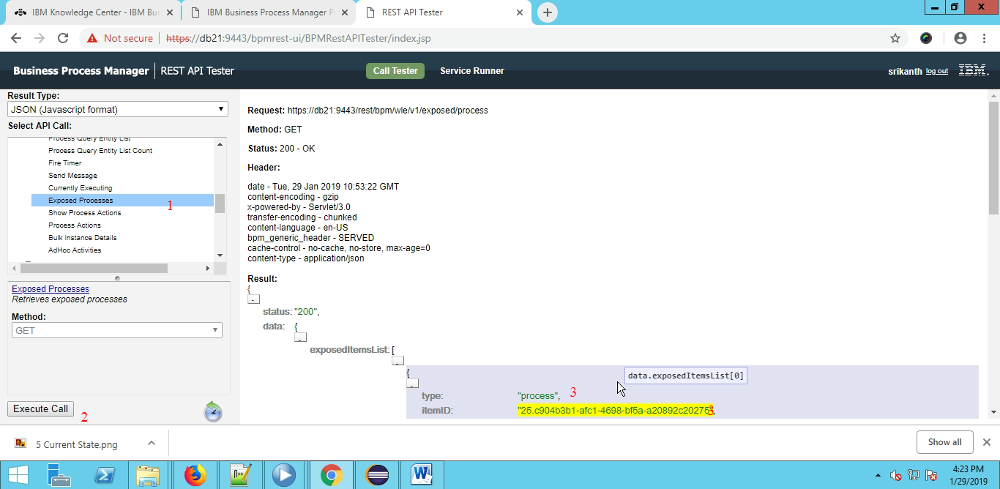 IBM Knowledge Center - IBM Bus
IBM Business Process Manager P
REST API Tester
Not secure
https://db21:9443/bpmrest-ui/BPMRestAPITester/index.jsp
Business Process Manager
REST API Tester
Call Tester
Service Runner
srikanth
log out
IBM.
Result Type:
JSON (Javascript format)
Select API Call:
Process Query Entity List
Process Query Entity List Count
Fire Timer
Send Message
Currently Executing
Exposed Processes 1
Show Process Actions
Process Actions
Bulk Instance Details
AdHoc Activities
Exposed Processes
Retrieves exposed processes
Method:
GET
Execute Call
2
Request: https://db21:9443/rest/bpm/wle/v1/exposed/process
Method: GET
Status: 200 - OK
Header:
date - Tue, 29 Jan 2019 10:53:22 GMT
content-encoding - gzip
x-powered-by - Servlet/3.0
transfer-encoding - chunked
content-language - en-US
bpm_generic_header - SERVED
cache-control - no-cache, no-store, max-age=0
content-type - application/json
Result:
{
-
status: "200",
data: {
-
exposedItemsList: [
-
{
data.exposedItemsList[0]
-
type: "process", 3
itemID: "25.c904b3b1-afc1-4698-bf5a-a20892c20275",
5 Current State.png
Show all
4:23 PM
1/29/2019